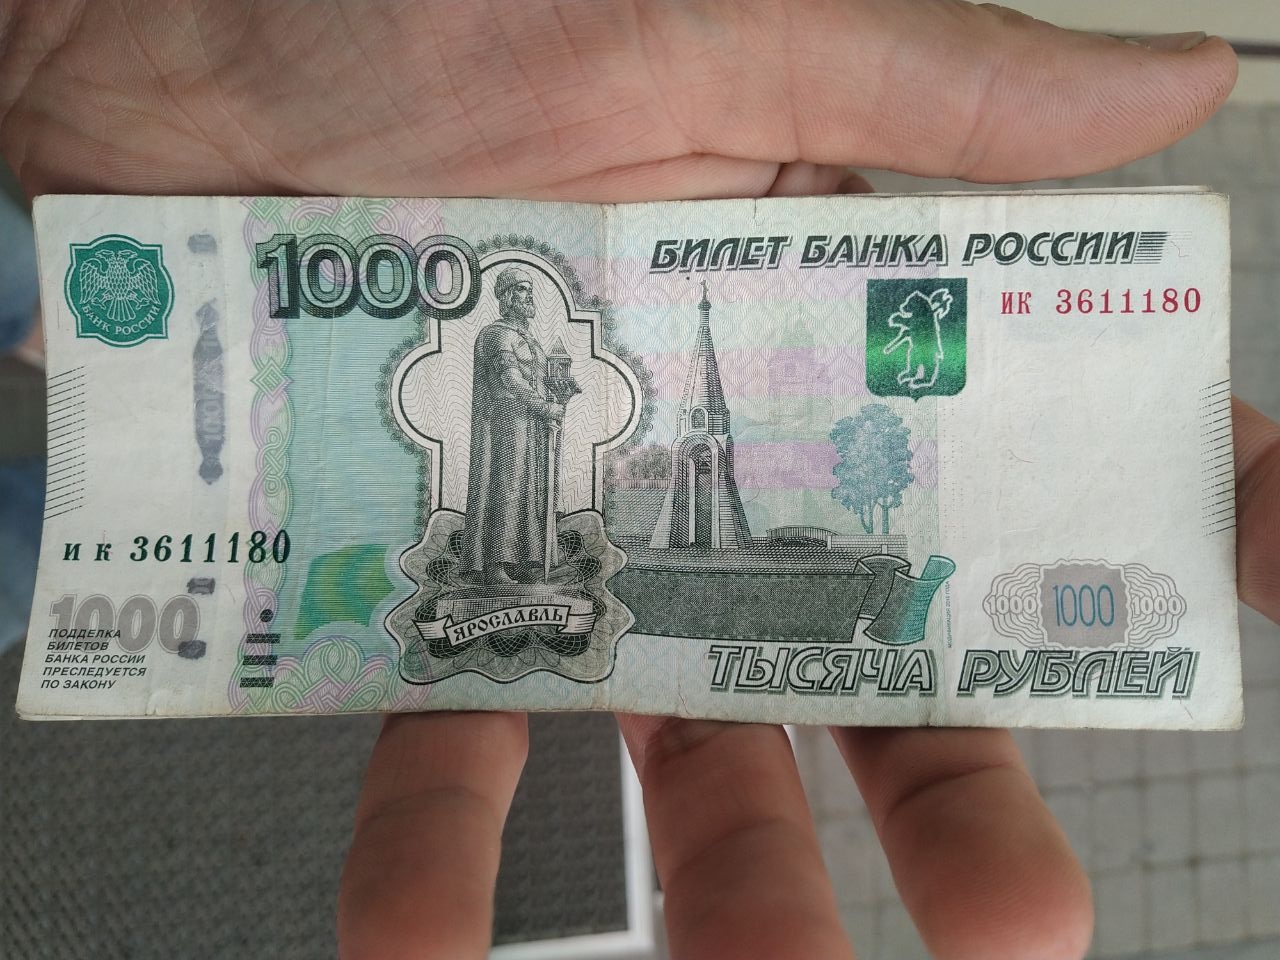 1000
БИЛЕТ БАНКА РОССИИ
БАНК РОССИИ
ик 3611180
ик 3611180
ЯРОСЛАВЛЬ
1000
ПОДДЕЛКА
БИЛЕТОВ
БАНКА РОССИИ
ПРЕСЛЕДУЕТСЯ
ПО ЗАКОНУ
1000 1000 1000
ТЫСЯЧА РУБЛЕЙ